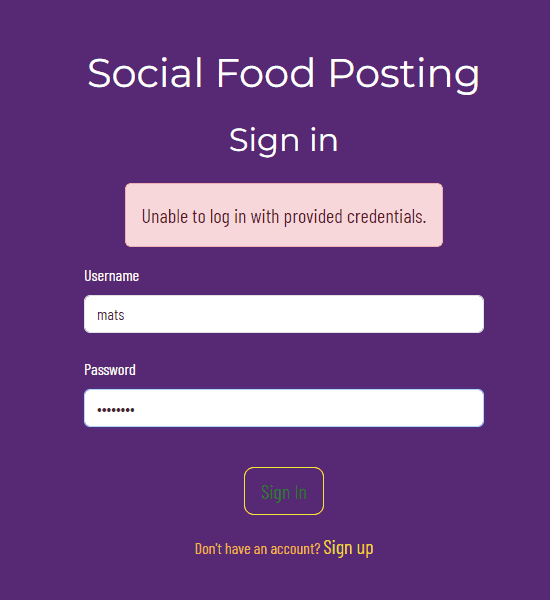 Social Food Posting
Sign in
Unable to log in with provided credentials.
Username
mats
Password
••••••••
Sign In
Don't have an account? Sign up